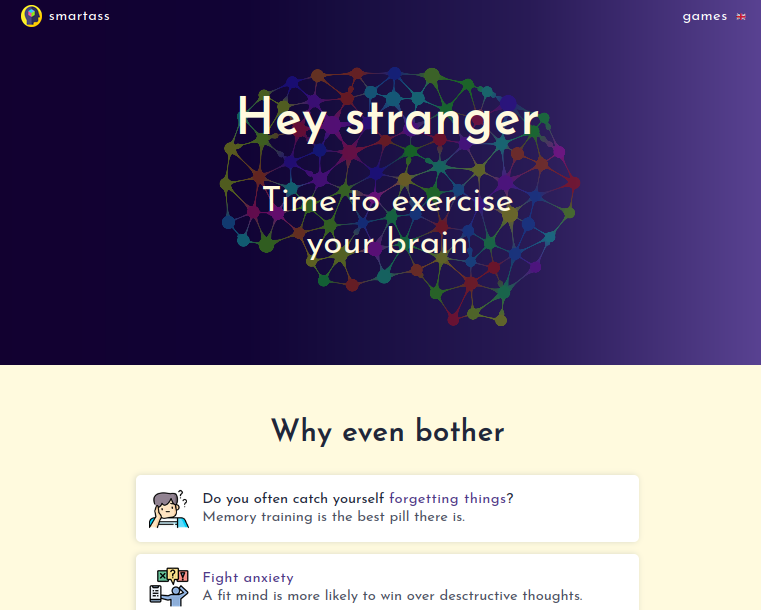 smartass
games
Hey stranger
Time to exercise
your brain
Why even bother
Do you often catch yourself forgetting things?
Memory training is the best pill there is.
Fight anxiety
A fit mind is more likely to win over desctructive thoughts.